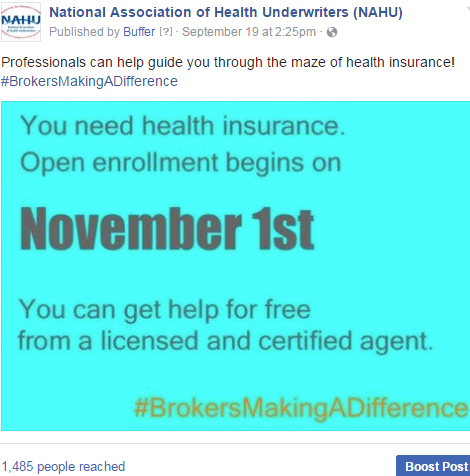 NAHU
National Association of Health Underwriters (NAHU)
Published by Buffer [?] · September 19 at 2:25pm ·
Professionals can help guide you through the maze of health insurance!
#BrokersMakingADifference
You need health insurance.
Open enrollment begins on
November 1st
You can get help for free
from a licensed and certified agent.
#BrokersMakingADifference
1,485 people reached
Boost Post